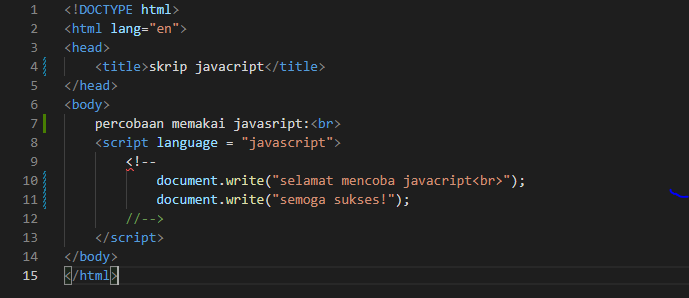 1 <!DOCTYPE html>
2 <html lang="en">
3 <head>
4 <title>skrip javacript</title>
5 </head>
6 <body>
7 percobaan memakai javasript:<br>
8 <script language = "javascript">
9 <!--
10 document.write("selamat mencoba javacript<br>");
11 document.write("semoga sukses!");
12 //-->
13 </script>
14 </body>
15 </html>